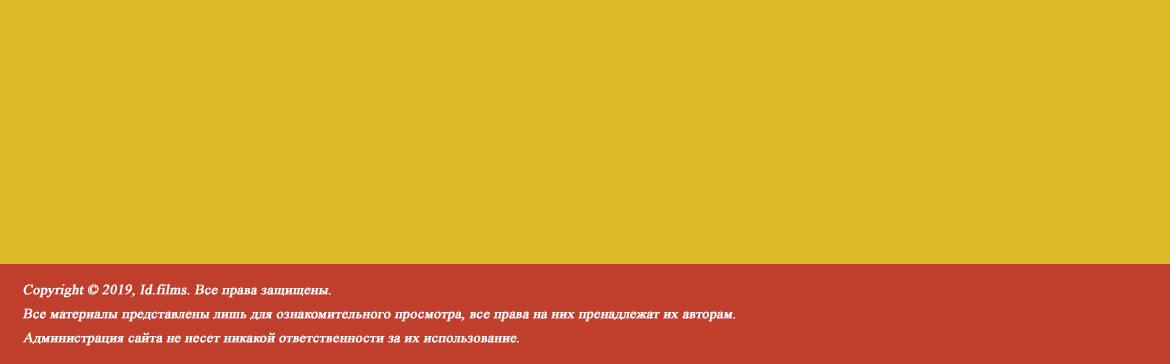 Copyright © 2019, Id.films. Все права защищены.
Все материалы представлены лишь для ознакомительного просмотра, все права на них пренадлежат их авторам.
Администрация сайта не несет никакой ответственности за их использование.